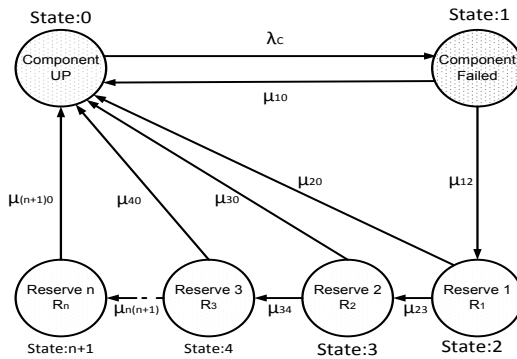 State:0
State:1
Component
UP
λC
Component
Failed
μ10
μ20
μ12
μ30
μ40
μ(n+1)0
Reserve n
Rn
μn(n+1)
Reserve 3
R3
μ34
Reserve 2
R2
μ23
Reserve 1
R1
State:n+1
State:4
State:3
State:2